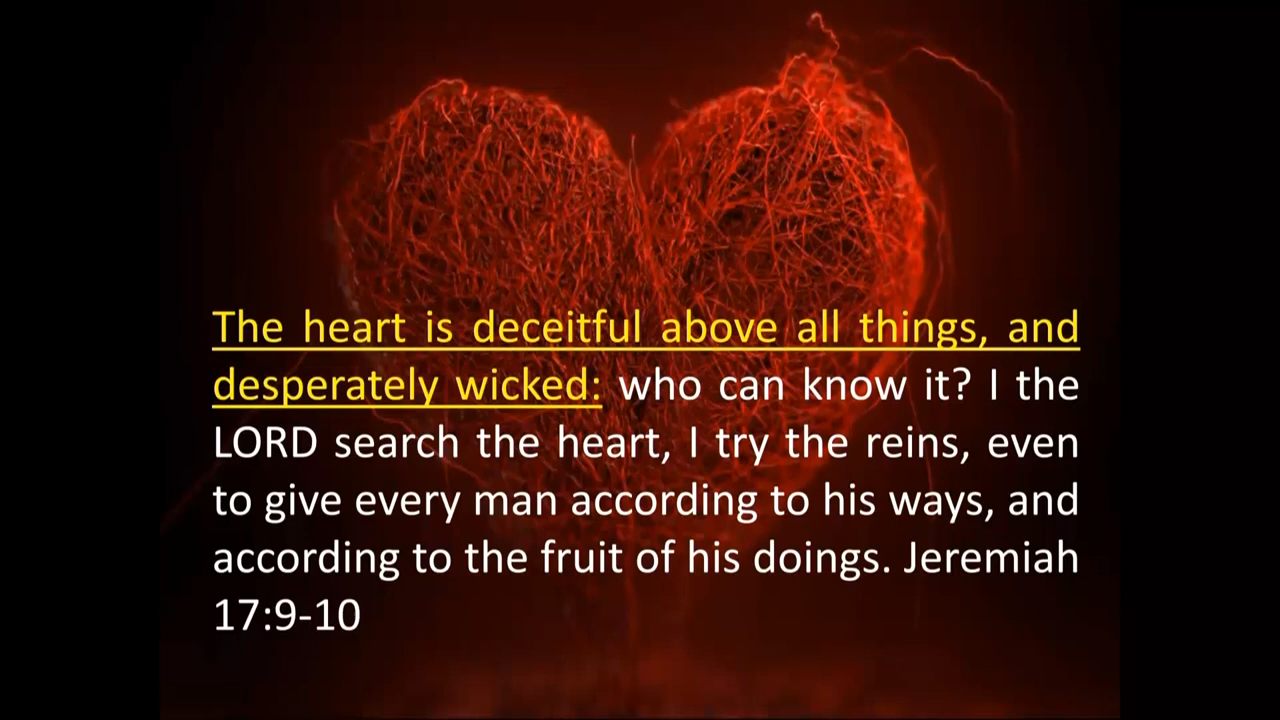 The heart is deceitful above all things, and
desperately wicked: who can know it? I the
LORD search the heart, I try the reins, even
to give every man according to his ways, and
according to the fruit of his doings. Jeremiah
17:9-10